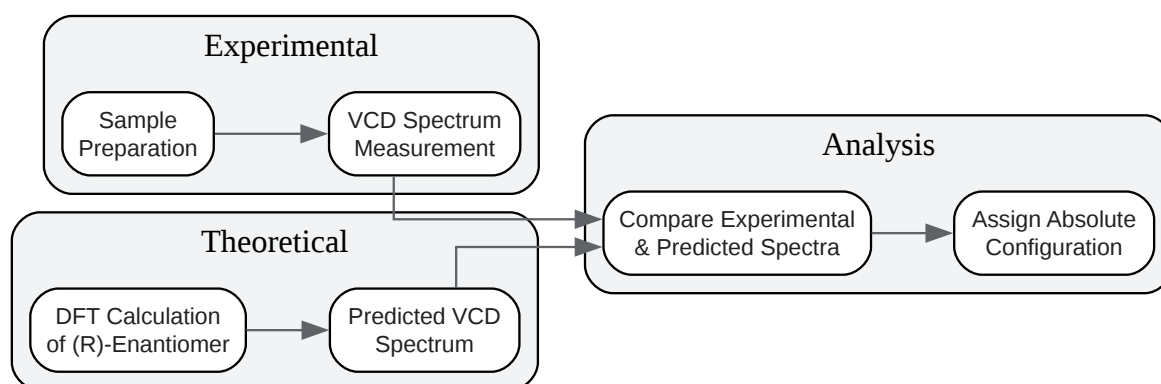 Experimental
Sample
Preparation
VCD Spectrum
Measurement
Theoretical
DFT Calculation
of (R)-Enantiomer
Predicted VCD
Spectrum
Analysis
Compare Experimental
& Predicted Spectra
Assign Absolute
Configuration